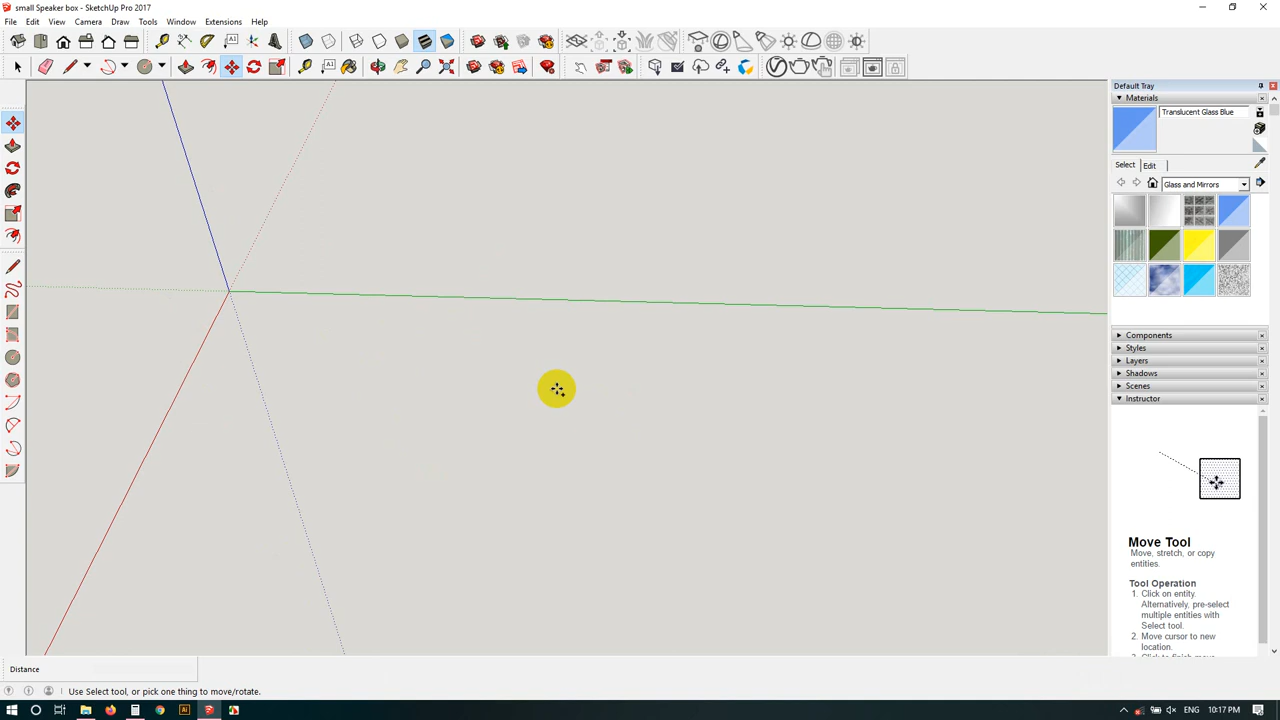 small Speaker box - SketchUp Pro 2017
File Edit View Camera Draw Tools Window Extensions Help
Default Tray
Materials
Translucent Glass Blue
Select Edit
Glass and Mirrors
Components
Styles
Layers
Shadows
Scenes
Instructor
Move Tool
Move, stretch, or copy
entities.
Tool Operation
1. Click on entity.
Alternatively, pre-select
multiple entities with
Select tool.
2. Move cursor to new
location.
Distance
Use Select tool, or pick one thing to move/rotate.
ENG 10:17 PM